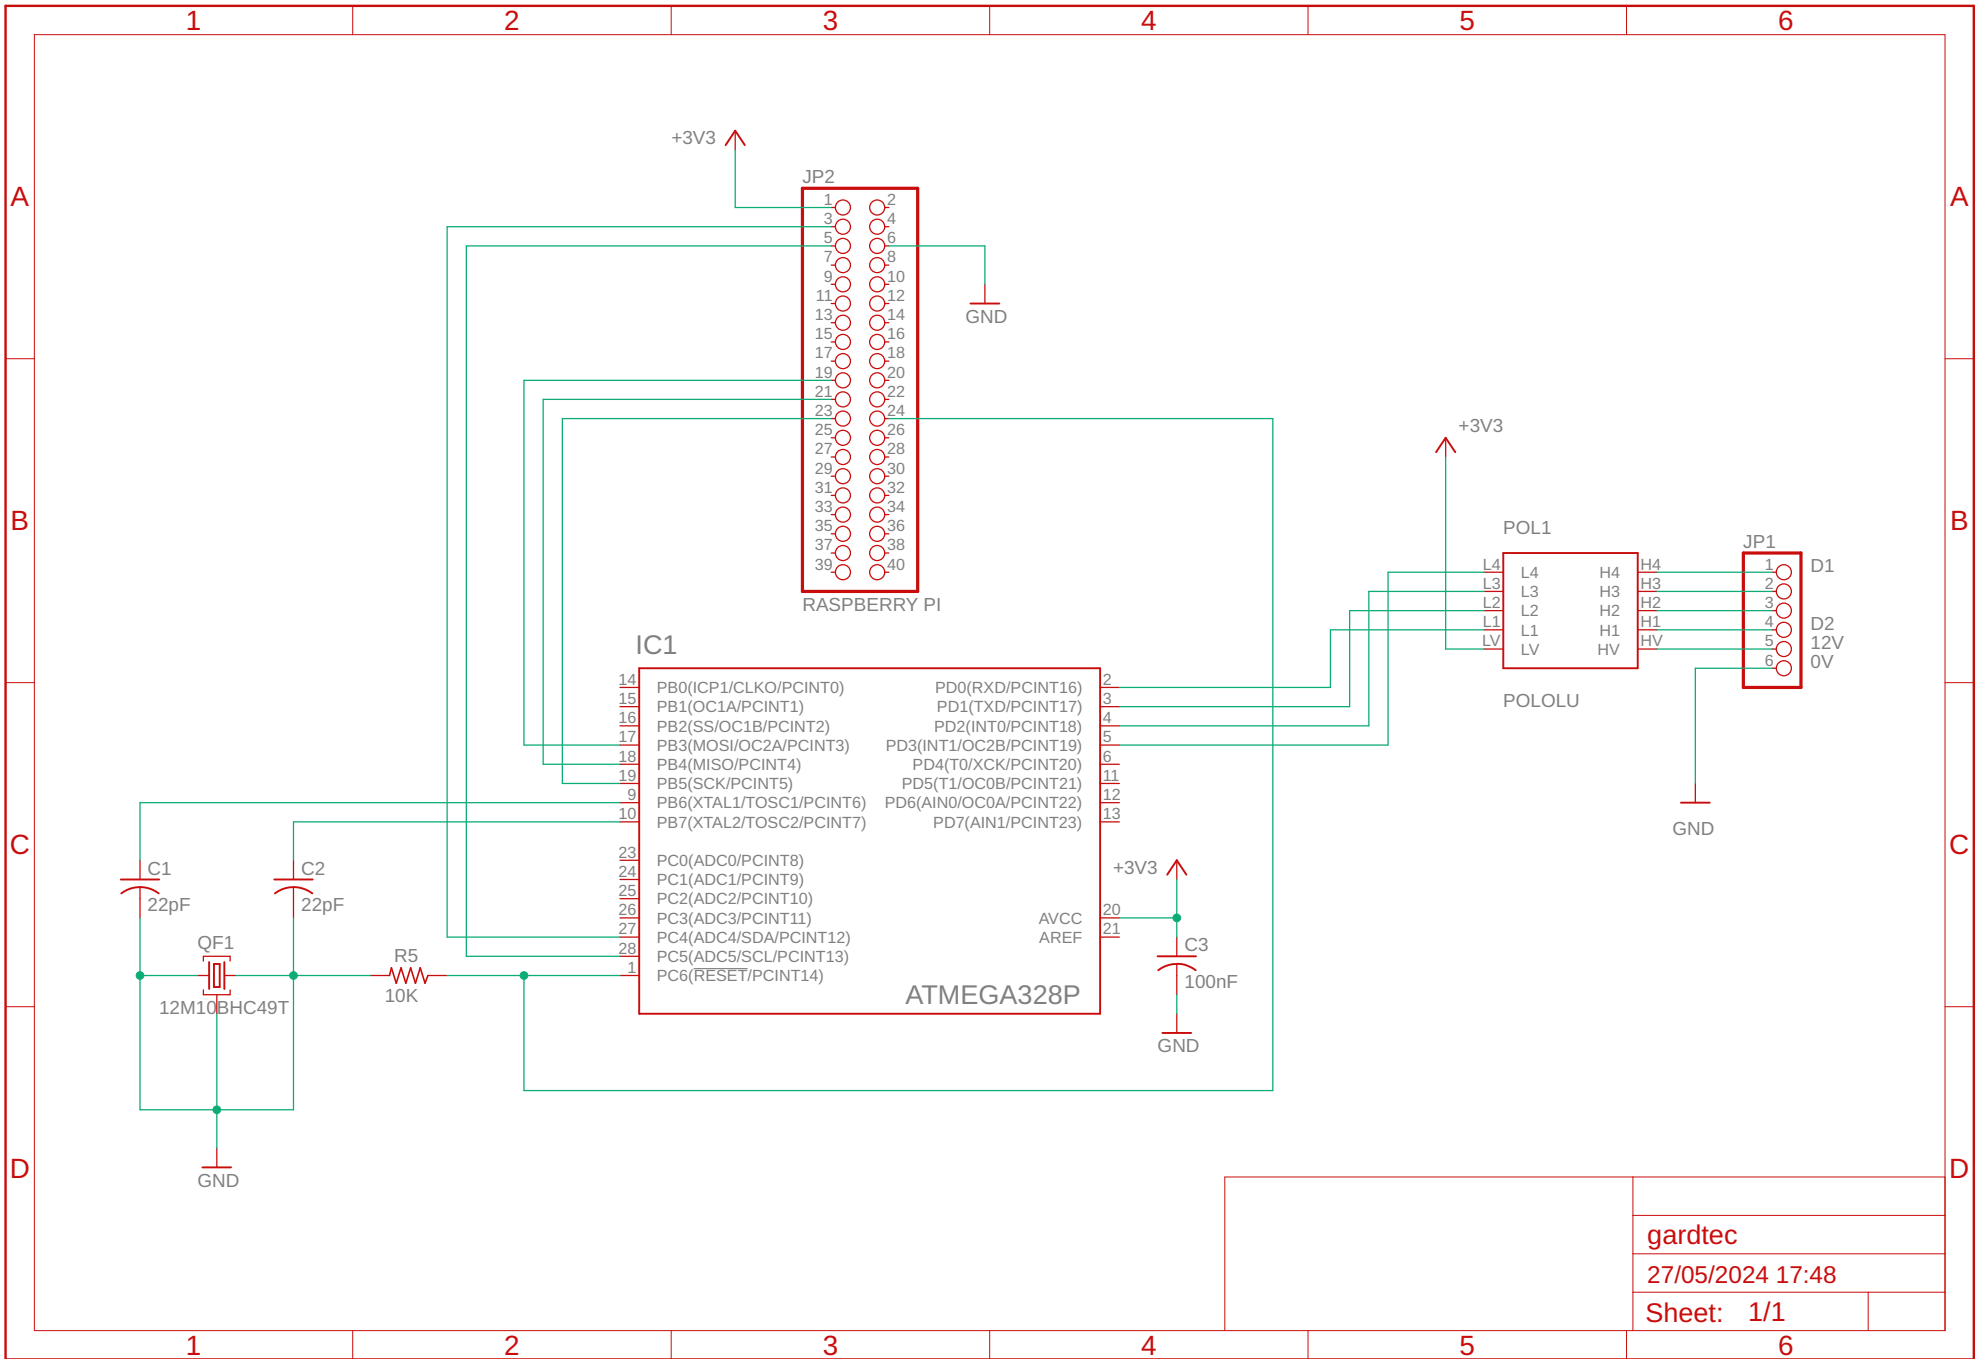 1 2 3 4 5 6
A A
B B
C C
D D
+3V3
JP2
1 2
3 4
5 6
7 8
9 10
11 12
13 14
15 16
17 18
19 20
21 22
23 24
25 26
27 28
29 30
31 32
33 34
35 36
37 38
39 40
RASPBERRY PI
GND
+3V3
POL1
L4 L4 H4 H4
L3 L3 H3 H3
L2 L2 H2 H2
L1 L1 H1 H1
LV LV HV HV
POLOLU
JP1
1 D1
2
3
4 D2
5 12V
6 0V
GND
IC1
14 PB0(ICP1/CLKO/PCINT0) PD0(RXD/PCINT16) 2
15 PB1(OC1A/PCINT1) PD1(TXD/PCINT17) 3
16 PB2(SS/OC1B/PCINT2) PD2(INT0/PCINT18) 4
17 PB3(MOSI/OC2A/PCINT3) PD3(INT1/OC2B/PCINT19) 5
18 PB4(MISO/PCINT4) PD4(T0/XCK/PCINT20) 6
19 PB5(SCK/PCINT5) PD5(T1/OC0B/PCINT21) 11
9 PB6(XTAL1/TOSC1/PCINT6) PD6(AIN0/OC0A/PCINT22) 12
10 PB7(XTAL2/TOSC2/PCINT7) PD7(AIN1/PCINT23) 13
23 PC0(ADC0/PCINT8)
24 PC1(ADC1/PCINT9)
25 PC2(ADC2/PCINT10)
26 PC3(ADC3/PCINT11) AVCC 20
27 PC4(ADC4/SDA/PCINT12) AREF 21
28 PC5(ADC5/SCL/PCINT13)
1 PC6(RESET/PCINT14)
ATMEGA328P
+3V3
C3
100nF
GND
C1
22pF
C2
22pF
QF1
12M10BHC49T
R5
10K
GND
gardtec
27/05/2024 17:48
Sheet: 1/1
1 2 3 4 5 6